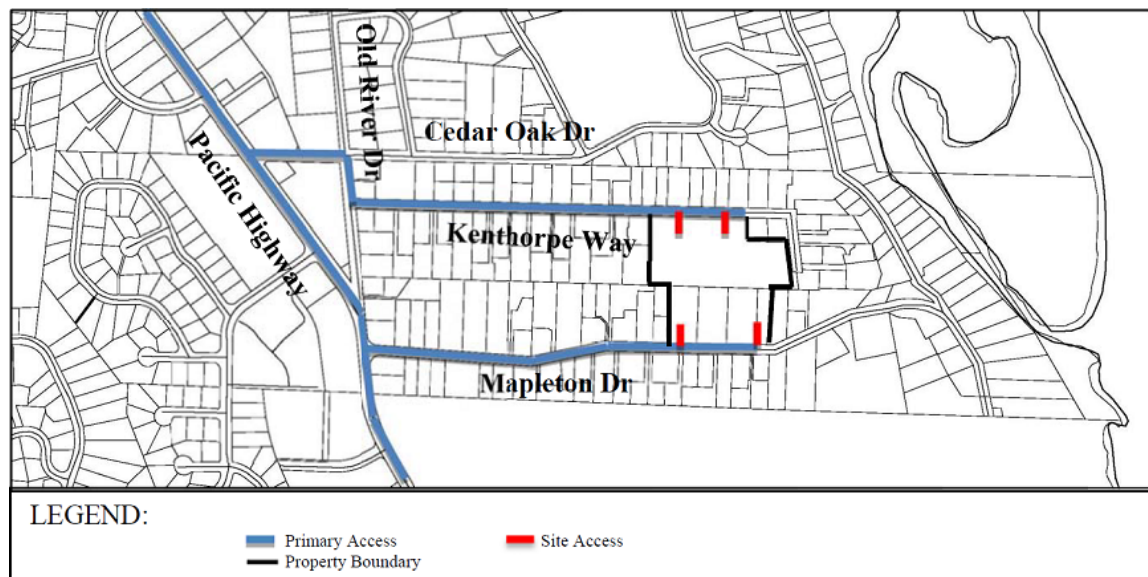 Old River Dr
Cedar Oak Dr
Pacific Highway
Kenthorpe Way
Mapleton Dr
LEGEND:
Primary Access
Site Access
Property Boundary